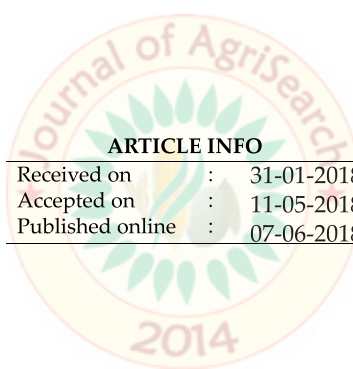 Journal of AgriSearch
ARTICLE INFO
Received on : 31-01-2018
Accepted on : 11-05-2018
Published online : 07-06-2018
2014